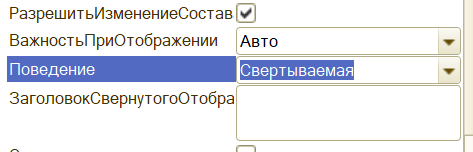 РазрешитьИзменениеСостав
ВажностьПриОтображении Авто
Поведение Свертываемая
ЗаголовокСвернутогоОтобра